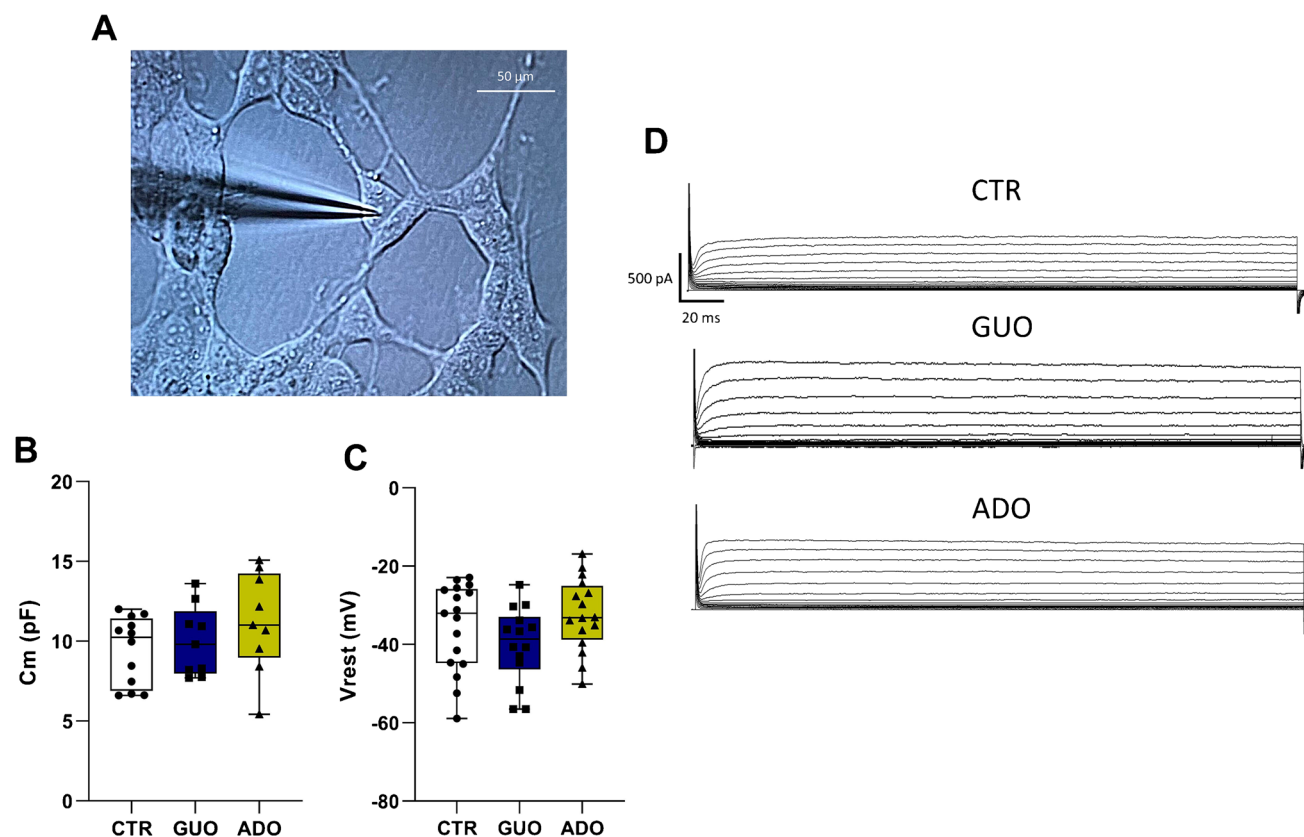 A
50 µm
B
Cm (pF)
20
15
10
5
0
CTR GUO ADO
C
Vrest (mV)
0
-20
-40
-60
-80
CTR GUO ADO
D
CTR
500 pA
20 ms
GUO
ADO